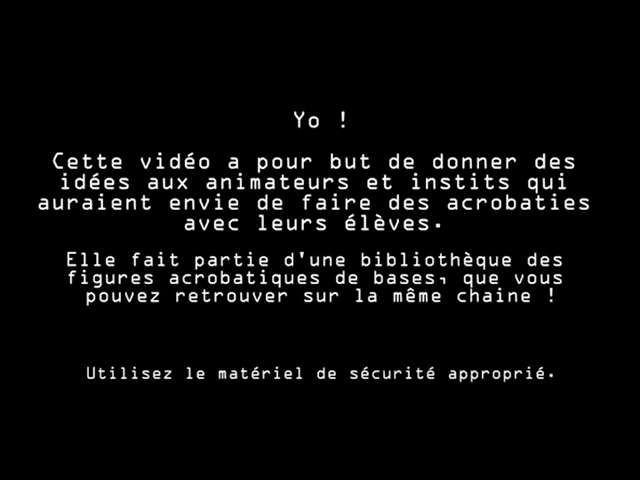 Yo !
Cette vidéo a pour but de donner des
idées aux animateurs et instits qui
auraient envie de faire des acrobaties
avec leurs élèves.
Elle fait partie d'une bibliothèque des
figures acrobatiques de bases, que vous
pouvez retrouver sur la même chaine !
Utilisez le matériel de sécurité approprié.